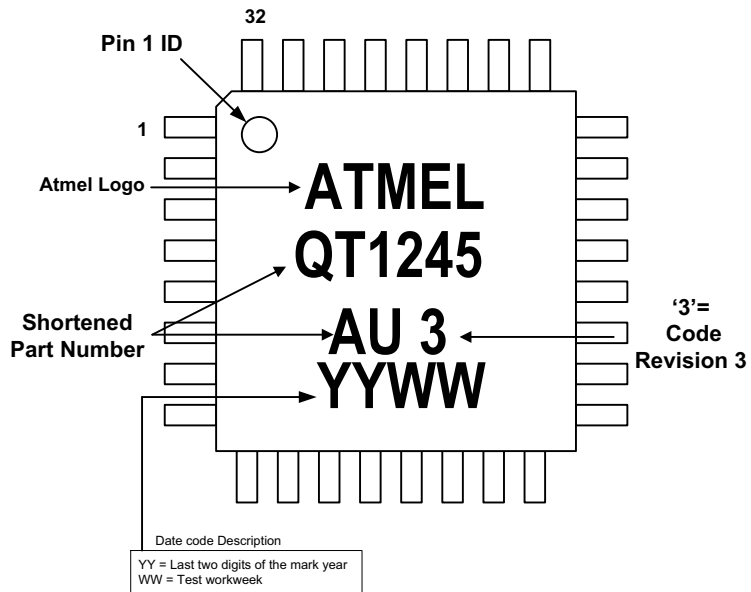 32
Pin 1 ID
1
Atmel Logo
ATMEL
QT1245
Shortened
Part Number
AU 3
‘3’=
Code
Revision 3
YYWW
Date code Description
YY = Last two digits of the mark year
WW = Test workweek